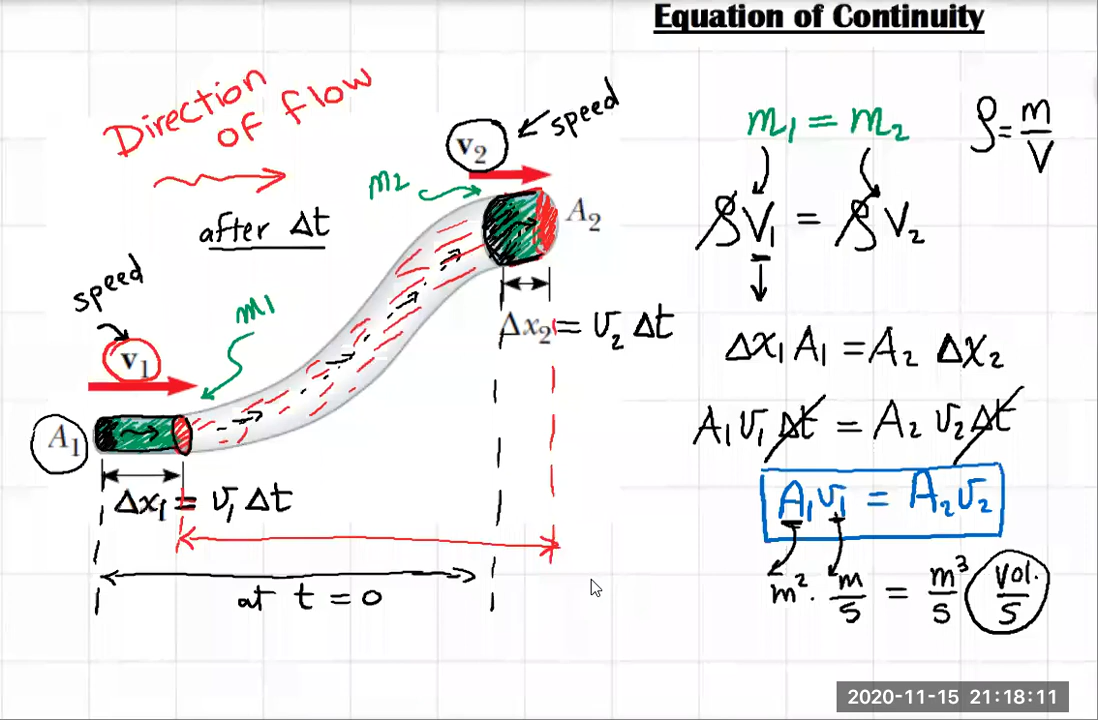 Equation of Continuity
Direction of flow
after Δt
speed
v₁
m₁
A₁
Δx₁ = v₁ Δt
at t = 0
speed
v₂
m₂
A₂
Δx₂ = v₂ Δt
m₁ = m₂
ρ = m/V
ρV₁ = ρV₂
Δx₁ A₁ = A₂ Δx₂
A₁ v₁ Δt = A₂ v₂ Δt
A₁v₁ = A₂v₂
m² · m/s = m³/s vol./s
2020-11-15 21:18:11